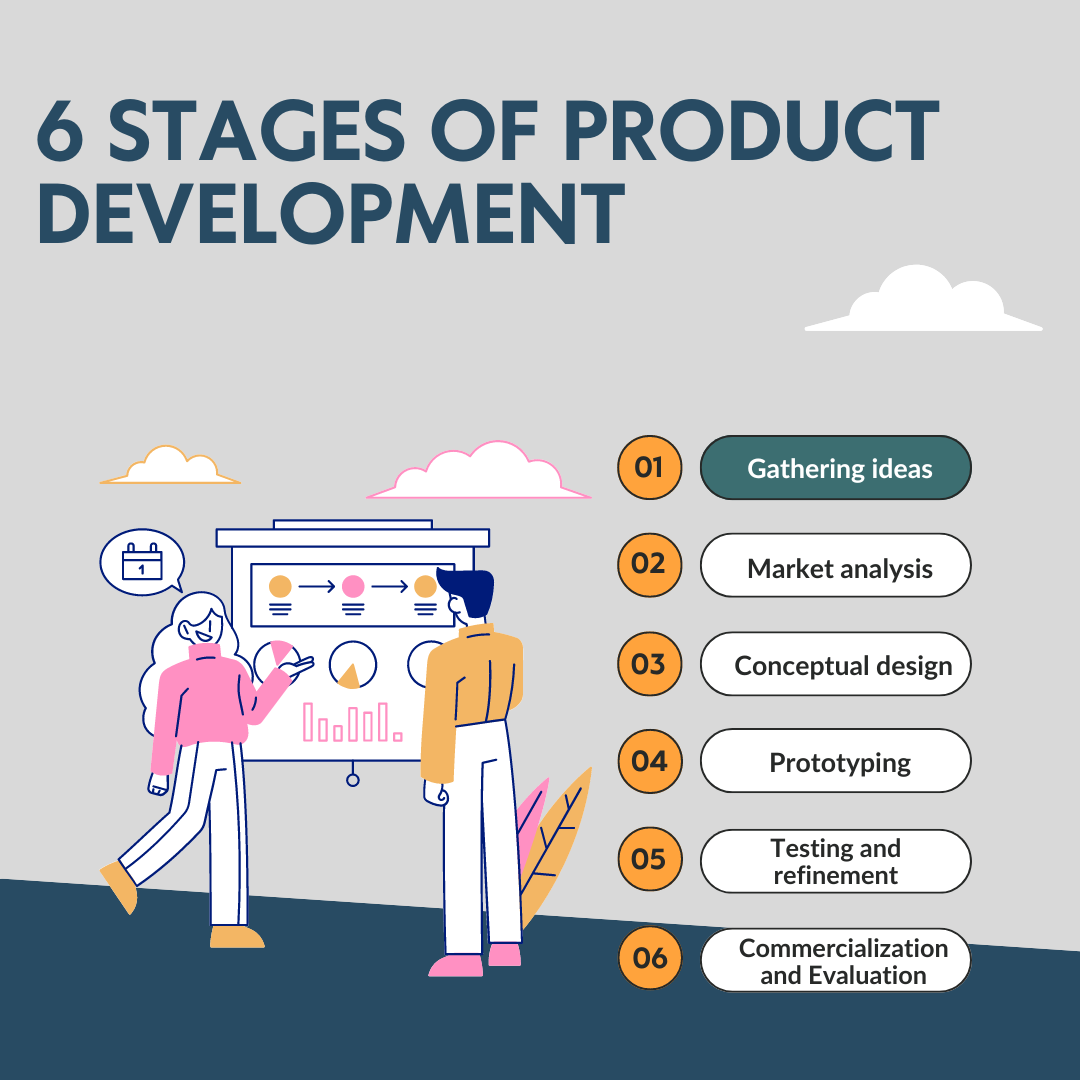 6 STAGES OF PRODUCT
DEVELOPMENT
01
Gathering ideas
02
Market analysis
03
Conceptual design
04
Prototyping
05
Testing and
refinement
06
Commercialization
and Evaluation
1